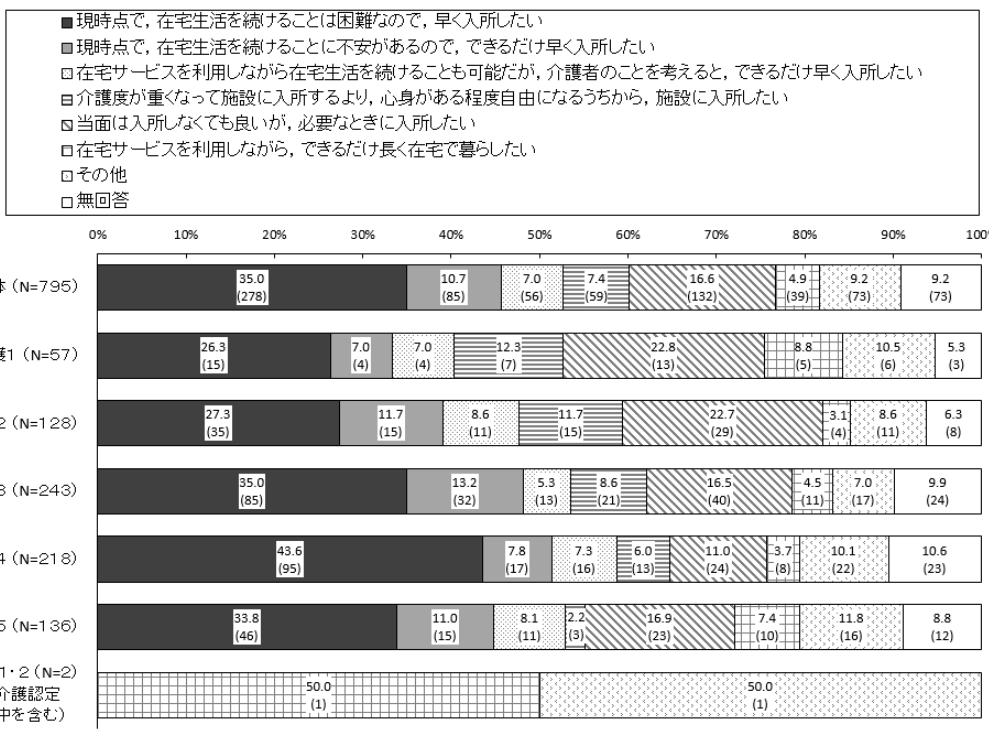 ■現時点で，在宅生活を続けることは困難なので，早く入所したい
■現時点で，在宅生活を続けることに不安があるので，できるだけ早く入所したい
□在宅サービスを利用しながら在宅生活を続けることも可能だが，介護者のことを考えると，できるだけ早く入所したい
□介護度が重くなって施設に入所するより，心身がある程度自由になるうちから，施設に入所したい
□当面は入所しなくても良いが，必要なときに入所したい
□在宅サービスを利用しながら，できるだけ長く在宅で暮らしたい
□その他
□無回答
0% 10% 20% 30% 40% 50% 60% 70% 80% 90% 100%
(N=795) 35.0 10.7 7.0 7.4 16.6 4.9 9.2 9.2
(278) (85) (56) (59) (132) (39) (73) (73)
護1 (N=57) 26.3 7.0 7.0 12.3 22.8 8.8 10.5 5.3
(15) (4) (4) (7) (13) (5) (6) (3)
2 (N=128) 27.3 11.7 8.6 11.7 22.7 3.1 8.6 6.3
(35) (15) (11) (15) (29) (4) (11) (8)
3 (N=243) 35.0 13.2 5.3 8.6 16.5 4.5 7.0 9.9
(85) (32) (13) (21) (40) (11) (17) (24)
4 (N=218) 43.6 7.8 7.3 6.0 11.0 3.7 10.1 10.6
(95) (17) (16) (13) (24) (8) (22) (23)
5 (N=136) 33.8 11.0 8.1 2.2 16.9 7.4 11.8 8.8
(46) (15) (11) (3) (23) (10) (16) (12)
1・2 (N=2) 50.0 50.0
介護認定 (1) (1)
中を含む）